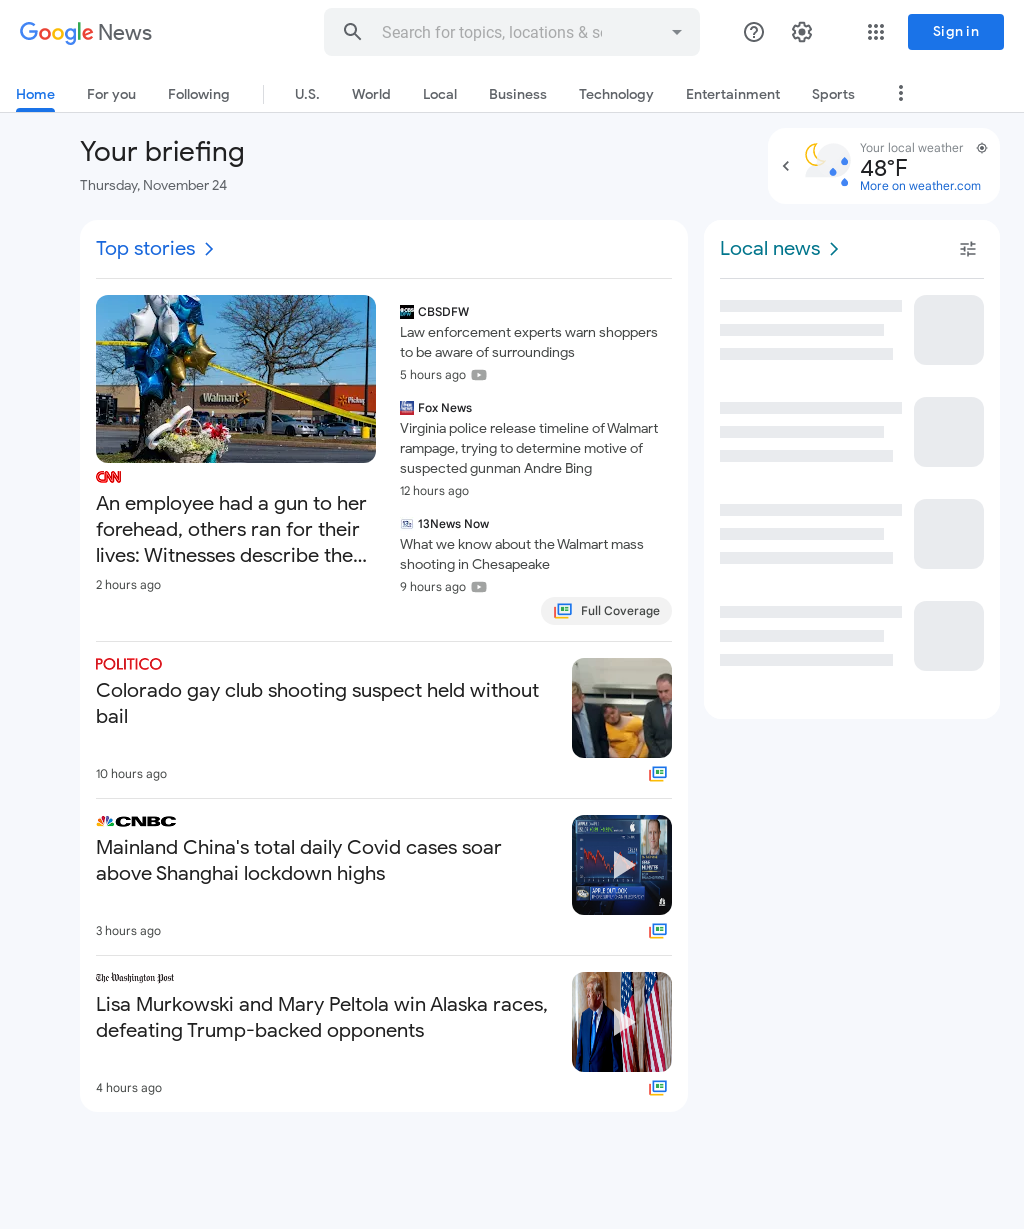 Google News
Search for topics, locations & so
Sign in
Home
For you
Following
U.S.
World
Local
Business
Technology
Entertainment
Sports
Your briefing
Thursday, November 24
Your local weather
48°F
More on weather.com
Top stories
Walmart
Pickup
CNN
An employee had a gun to her
forehead, others ran for their
lives: Witnesses describe the...
2 hours ago
CBSDFW
Law enforcement experts warn shoppers
to be aware of surroundings
5 hours ago
Fox News
Virginia police release timeline of Walmart
rampage, trying to determine motive of
suspected gunman Andre Bing
12 hours ago
13News Now
What we know about the Walmart mass
shooting in Chesapeake
9 hours ago
Full Coverage
POLITICO
Colorado gay club shooting suspect held without
bail
10 hours ago
CNBC
Mainland China's total daily Covid cases soar
above Shanghai lockdown highs
APPLE OUTLOOK
3 hours ago
The Washington Post
Lisa Murkowski and Mary Peltola win Alaska races,
defeating Trump-backed opponents
4 hours ago
Local news